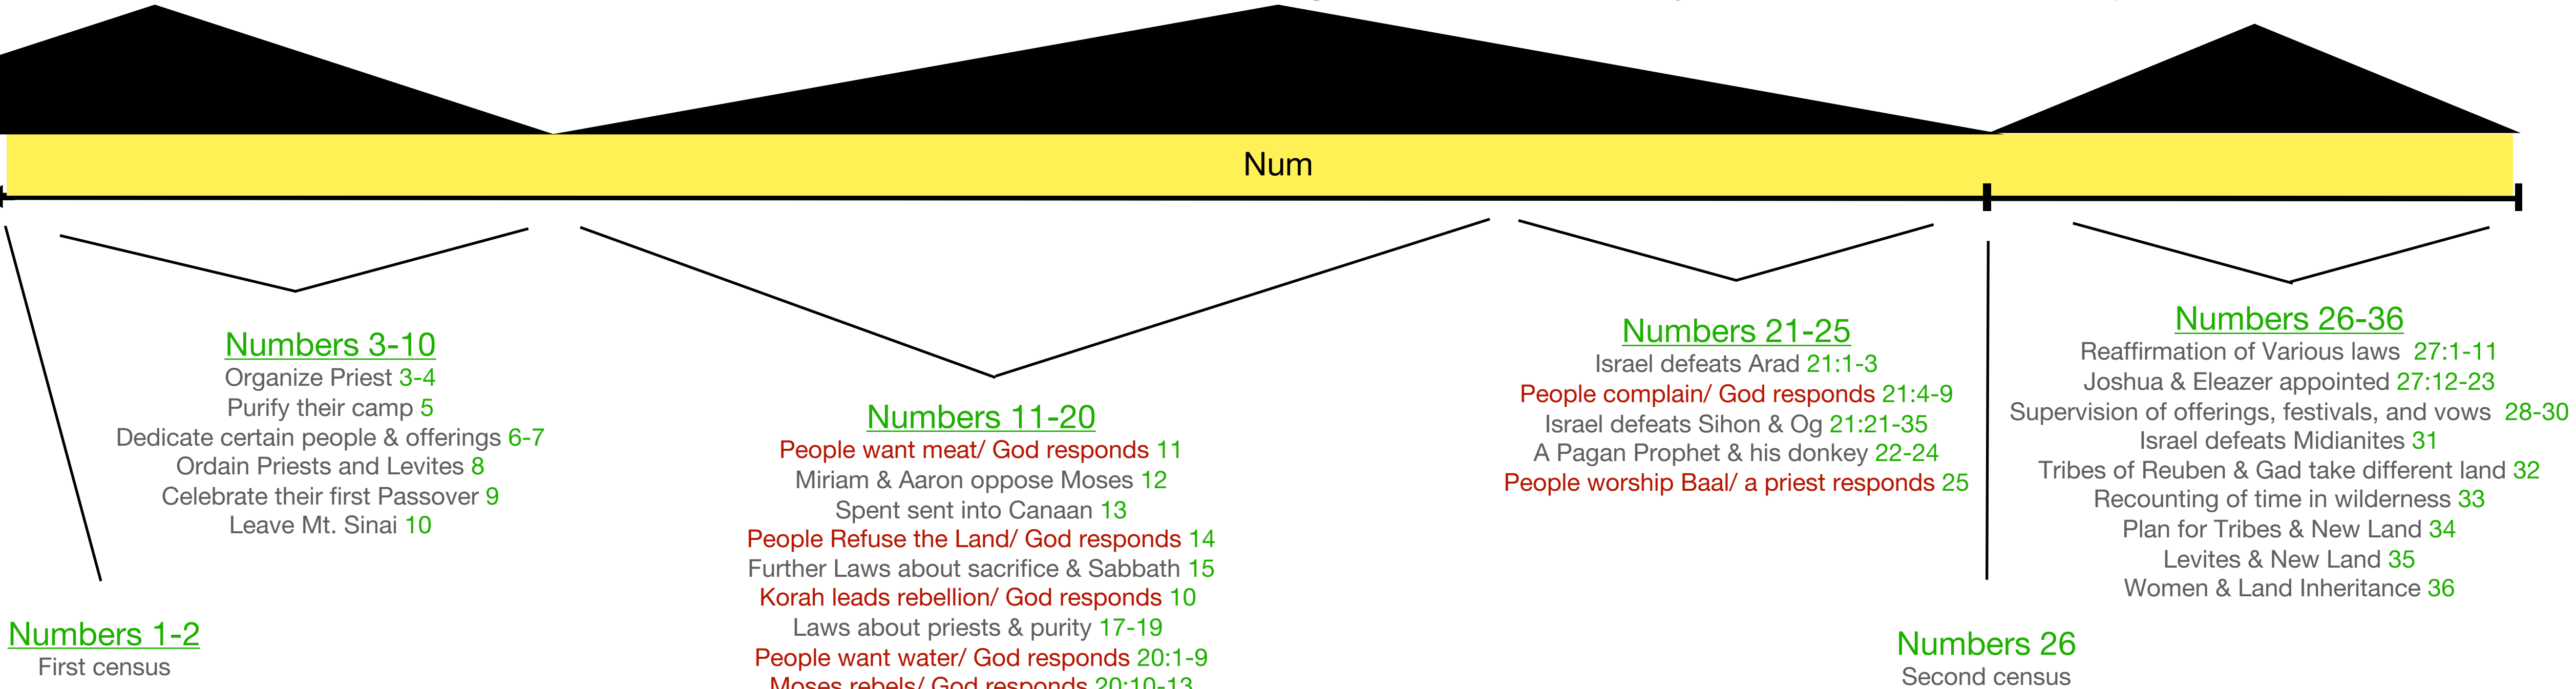 Num
Numbers 3-10
Organize Priest 3-4
Purify their camp 5
Dedicate certain people & offerings 6-7
Ordain Priests and Levites 8
Celebrate their first Passover 9
Leave Mt. Sinai 10
Numbers 1-2
First census
Numbers 11-20
People want meat/ God responds 11
Miriam & Aaron oppose Moses 12
Spent sent into Canaan 13
People Refuse the Land/ God responds 14
Further Laws about sacrifice & Sabbath 15
Korah leads rebellion/ God responds 10
Laws about priests & purity 17-19
People want water/ God responds 20:1-9
Moses rebels/ God responds 20:10-13
Numbers 21-25
Israel defeats Arad 21:1-3
People complain/ God responds 21:4-9
Israel defeats Sihon & Og 21:21-35
A Pagan Prophet & his donkey 22-24
People worship Baal/ a priest responds 25
Numbers 26
Second census
Numbers 26-36
Reaffirmation of Various laws  27:1-11
Joshua & Eleazer appointed 27:12-23
Supervision of offerings, festivals, and vows  28-30
Israel defeats Midianites 31
Tribes of Reuben & Gad take different land 32
Recounting of time in wilderness 33
Plan for Tribes & New Land 34
Levites & New Land 35
Women & Land Inheritance 36